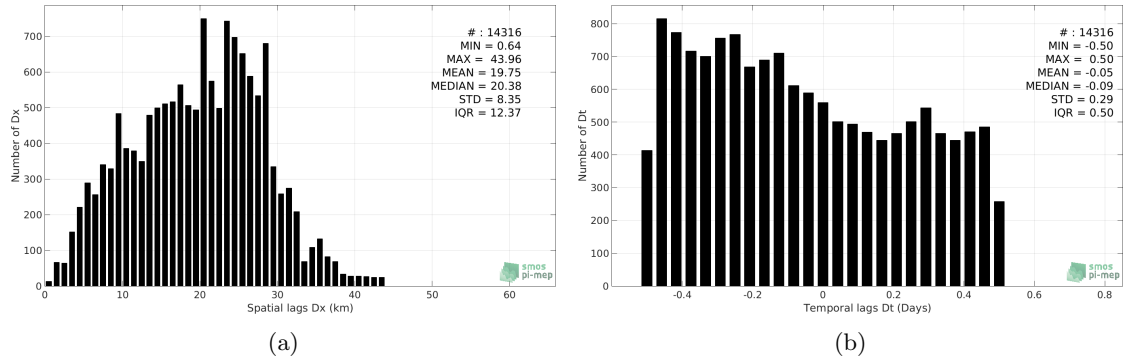 # : 14316
MIN = 0.64
MAX = 43.96
MEAN = 19.75
MEDIAN = 20.38
STD = 8.35
IQR = 12.37
Number of Dx
700
600
500
400
300
200
100
0
0 10 20 30 40 50 60
Spatial lags Dx (km)
smos
pi-mep
(a)
# : 14316
MIN = -0.50
MAX = 0.50
MEAN = -0.05
MEDIAN = -0.09
STD = 0.29
IQR = 0.50
Number of Dt
800
700
600
500
400
300
200
100
0
-0.4 -0.2 0 0.2 0.4 0.6 0.8
Temporal lags Dt (Days)
smos
pi-mep
(b)